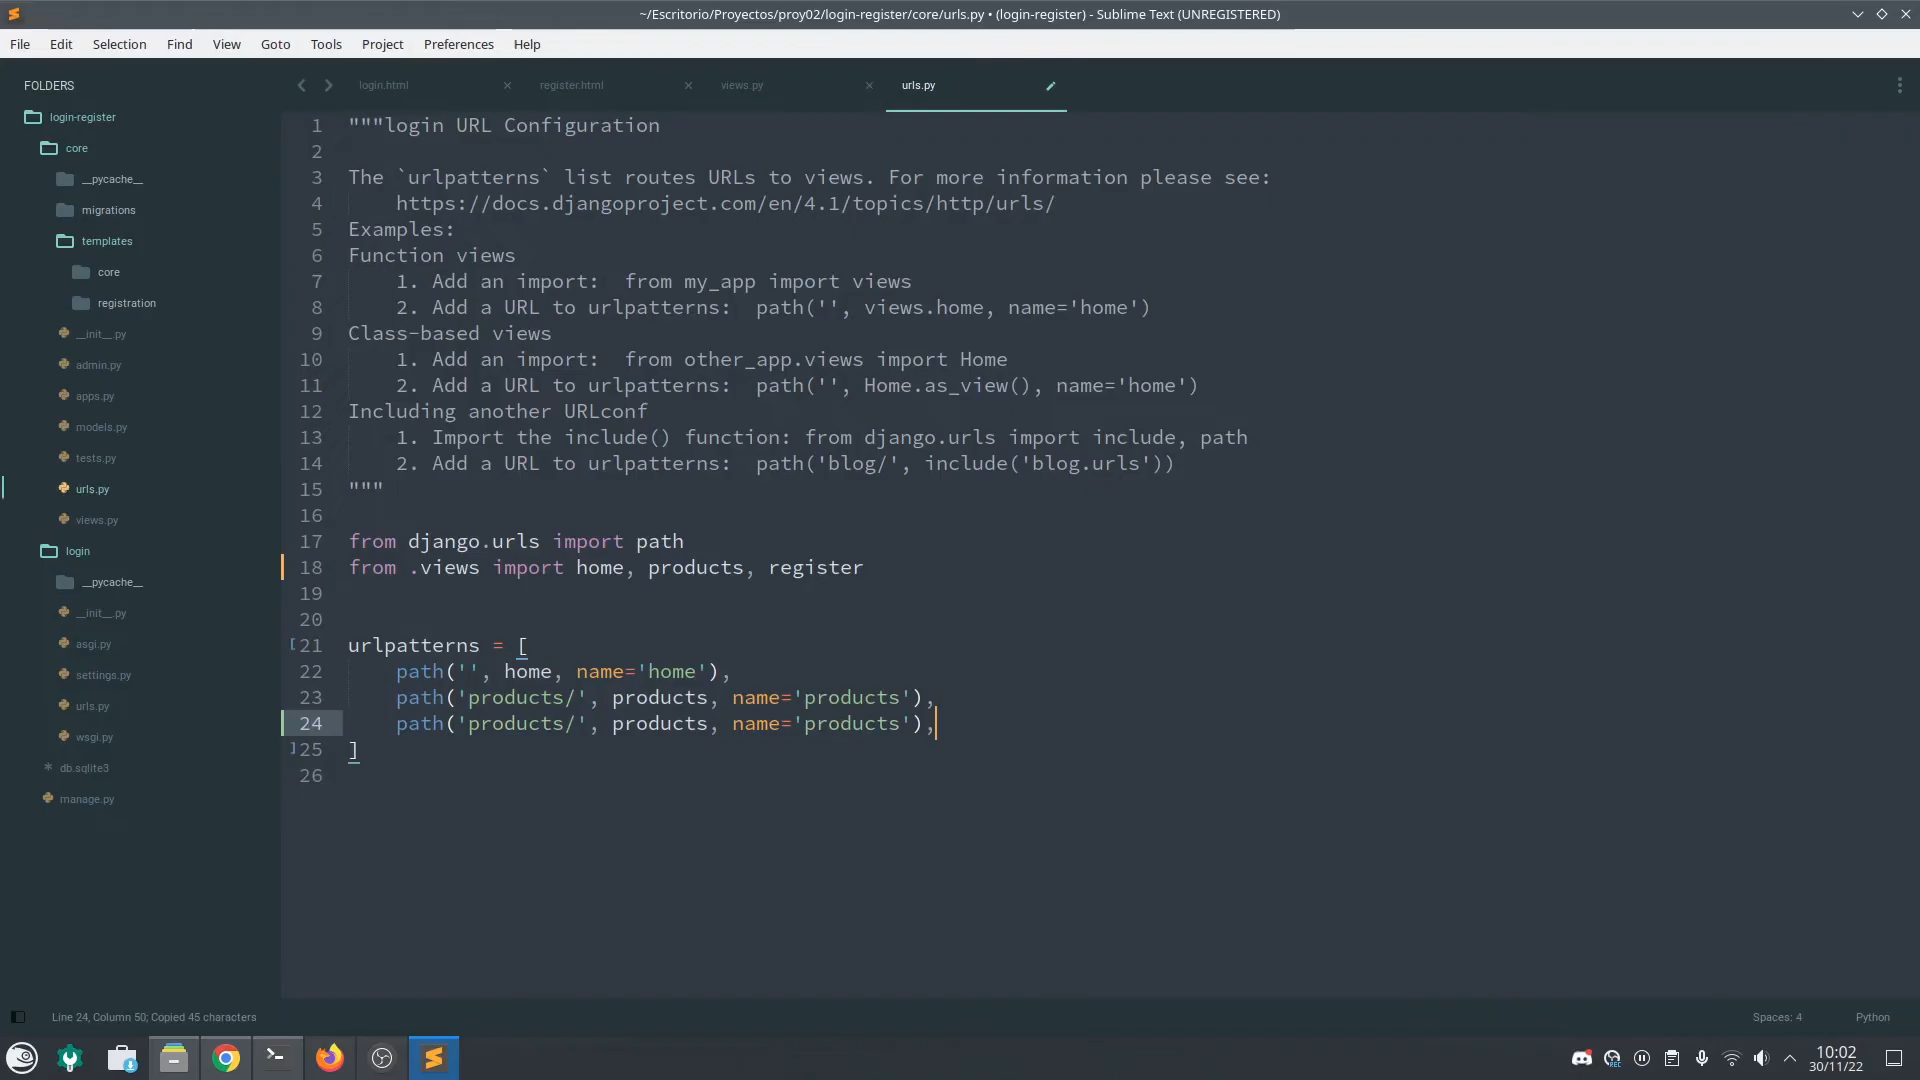 ~/Escritorio/Proyectos/proy02/login-register/core/urls.py • (login-register) - Sublime Text (UNREGISTERED)
File Edit Selection Find View Goto Tools Project Preferences Help
FOLDERS
login-register
core
__pycache__
migrations
templates
core
registration
__init__.py
admin.py
apps.py
models.py
tests.py
urls.py
views.py
login
__pycache__
__init__.py
asgi.py
settings.py
urls.py
wsgi.py
db.sqlite3
manage.py
login.html register.html views.py urls.py
1 """login URL Configuration
2
3 The `urlpatterns` list routes URLs to views. For more information please see:
4     https://docs.djangoproject.com/en/4.1/topics/http/urls/
5 Examples:
6 Function views
7     1. Add an import:  from my_app import views
8     2. Add a URL to urlpatterns:  path('', views.home, name='home')
9 Class-based views
10     1. Add an import:  from other_app.views import Home
11     2. Add a URL to urlpatterns:  path('', Home.as_view(), name='home')
12 Including another URLconf
13     1. Import the include() function: from django.urls import include, path
14     2. Add a URL to urlpatterns:  path('blog/', include('blog.urls'))
15 """
16
17 from django.urls import path
18 from .views import home, products, register
19
20
21 urlpatterns = [
22     path('', home, name='home'),
23     path('products/', products, name='products'),
24     path('products/', products, name='products'),
25 ]
26
Line 24, Column 50; Copied 45 characters
Spaces: 4 Python
REC
10:02
30/11/22